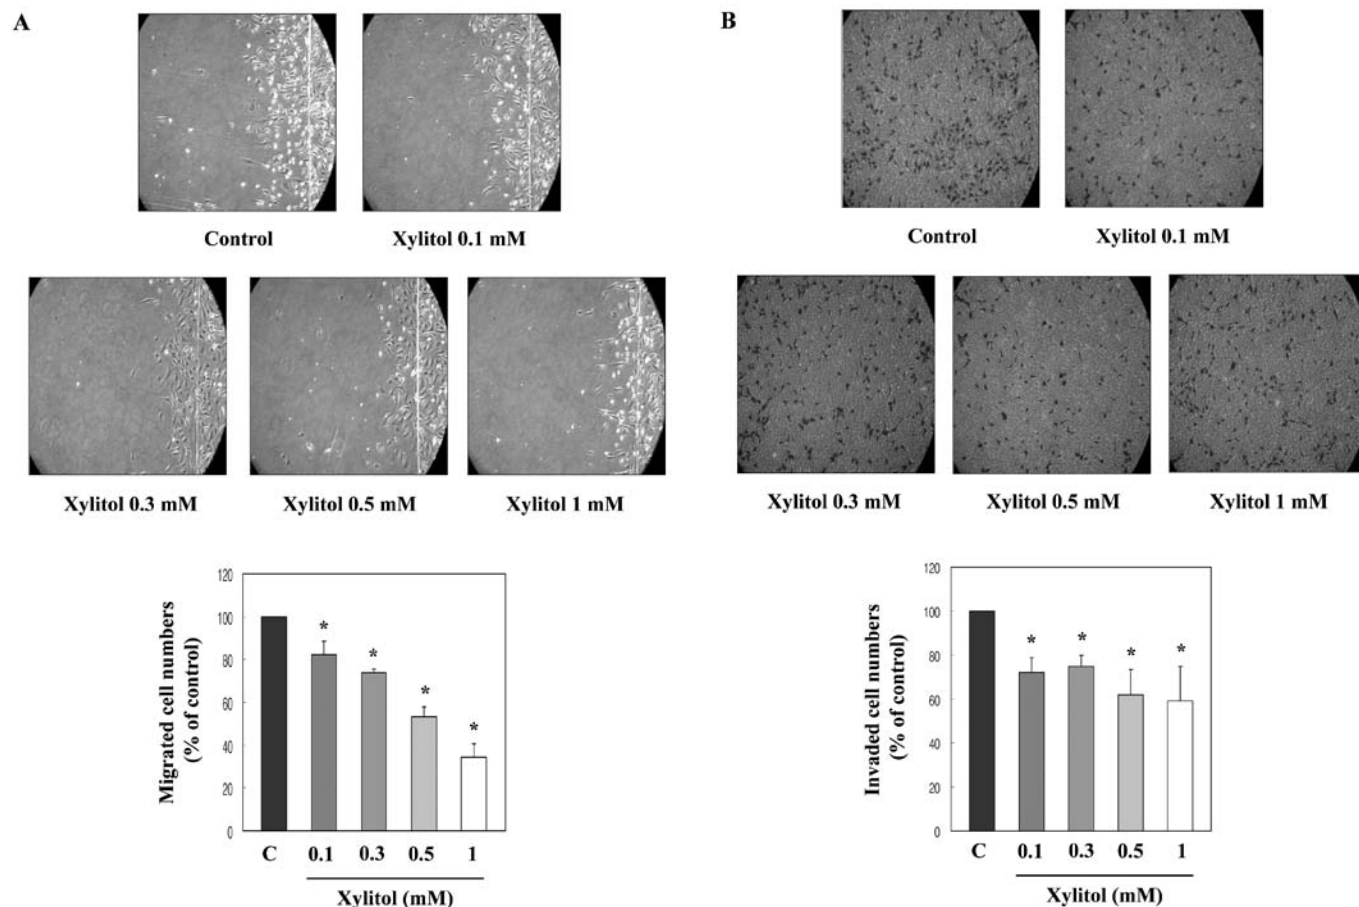 A
Control
Xylitol 0.1 mM
Xylitol 0.3 mM
Xylitol 0.5 mM
Xylitol 1 mM
Migrated cell numbers
(% of control)
120
100
80
60
40
20
0
*
*
*
*
C
0.1
0.3
0.5
1
Xylitol (mM)
B
Control
Xylitol 0.1 mM
Xylitol 0.3 mM
Xylitol 0.5 mM
Xylitol 1 mM
Invaded cell numbers
(% of control)
120
100
80
60
40
20
0
*
*
*
*
C
0.1
0.3
0.5
1
Xylitol (mM)